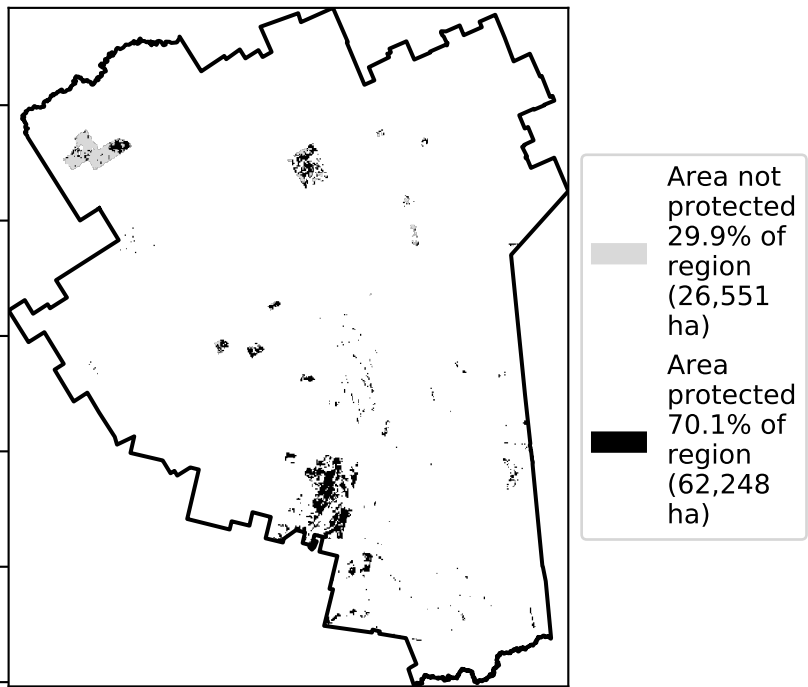 Area not
protected
29.9% of
region
(26,551
ha)
Area
protected
70.1% of
region
(62,248
ha)